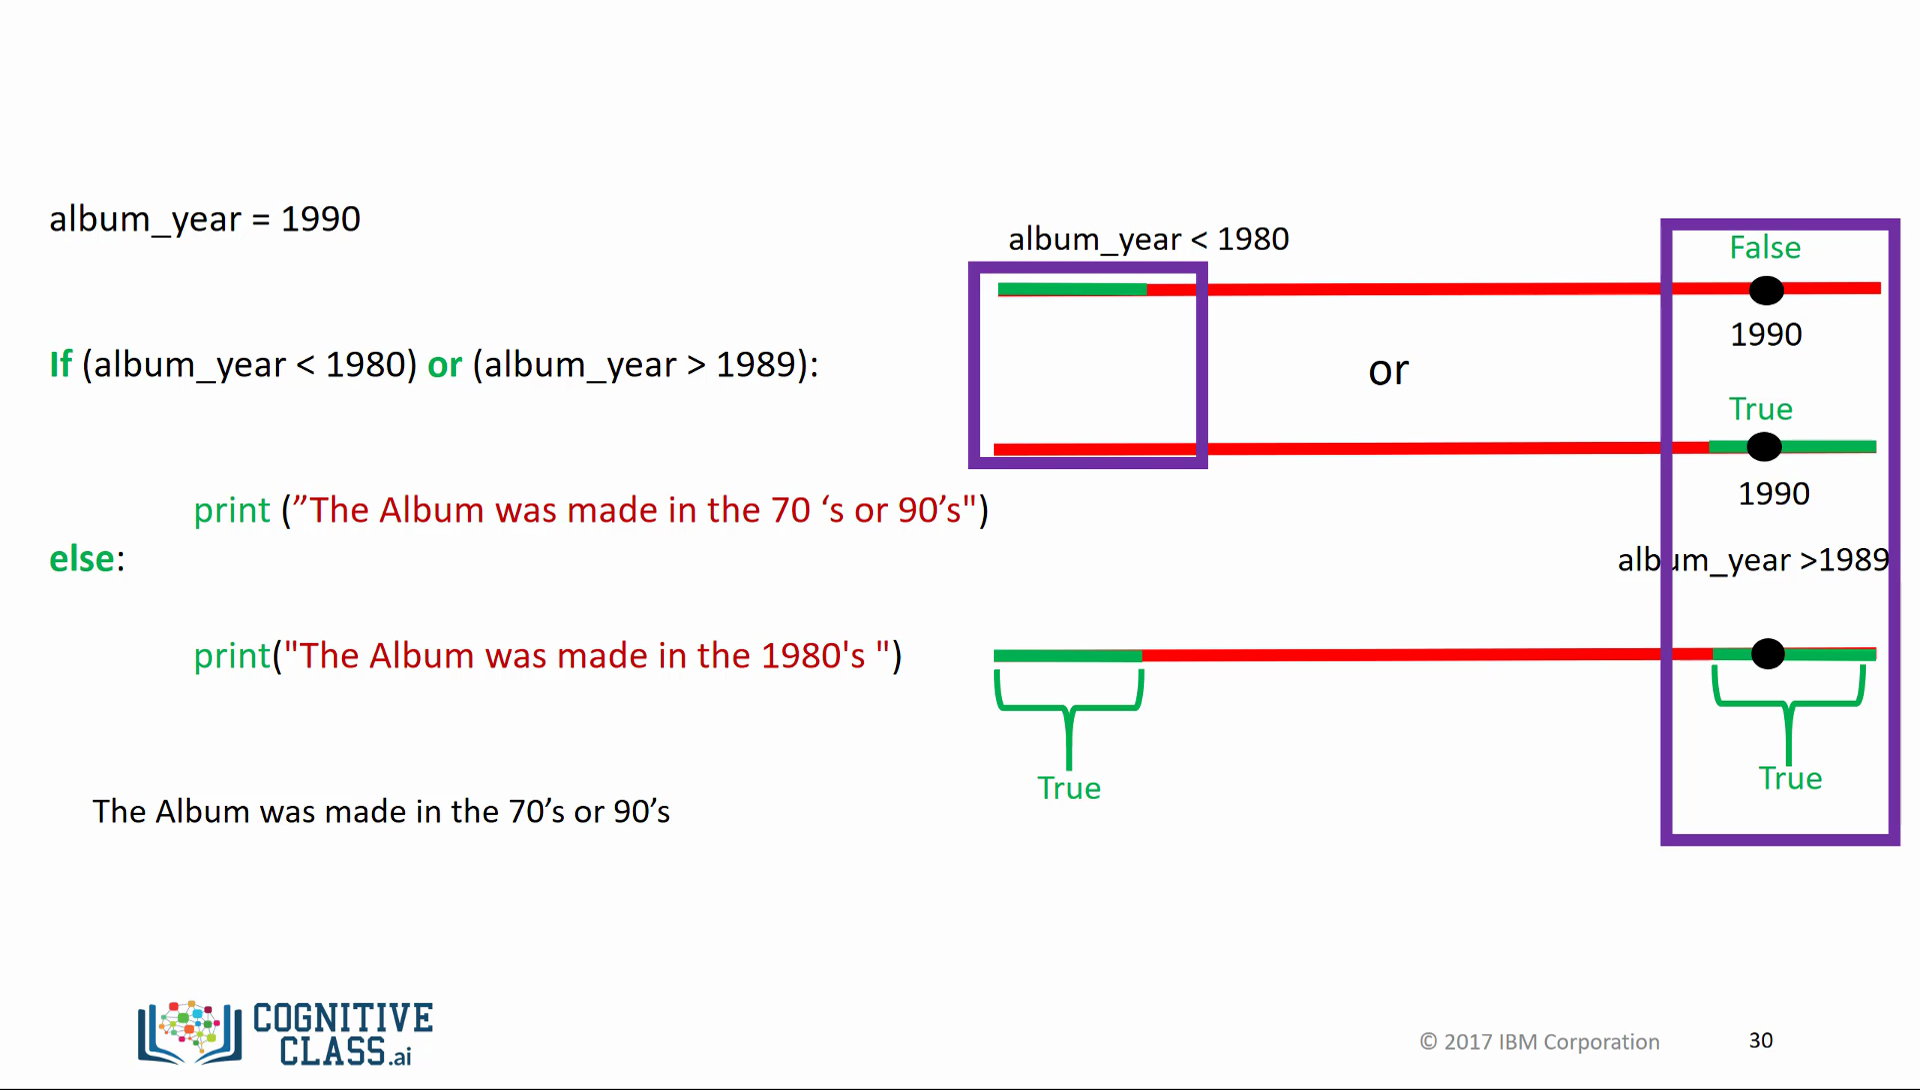 album_year = 1990
If (album_year < 1980) or (album_year > 1989):
print (”The Album was made in the 70 ‘s or 90’s")
else:
print("The Album was made in the 1980's ")
The Album was made in the 70’s or 90’s
album_year < 1980
False
1990
or
True
1990
album_year >1989
True
True
COGNITIVE
CLASS.ai
© 2017 IBM Corporation
30